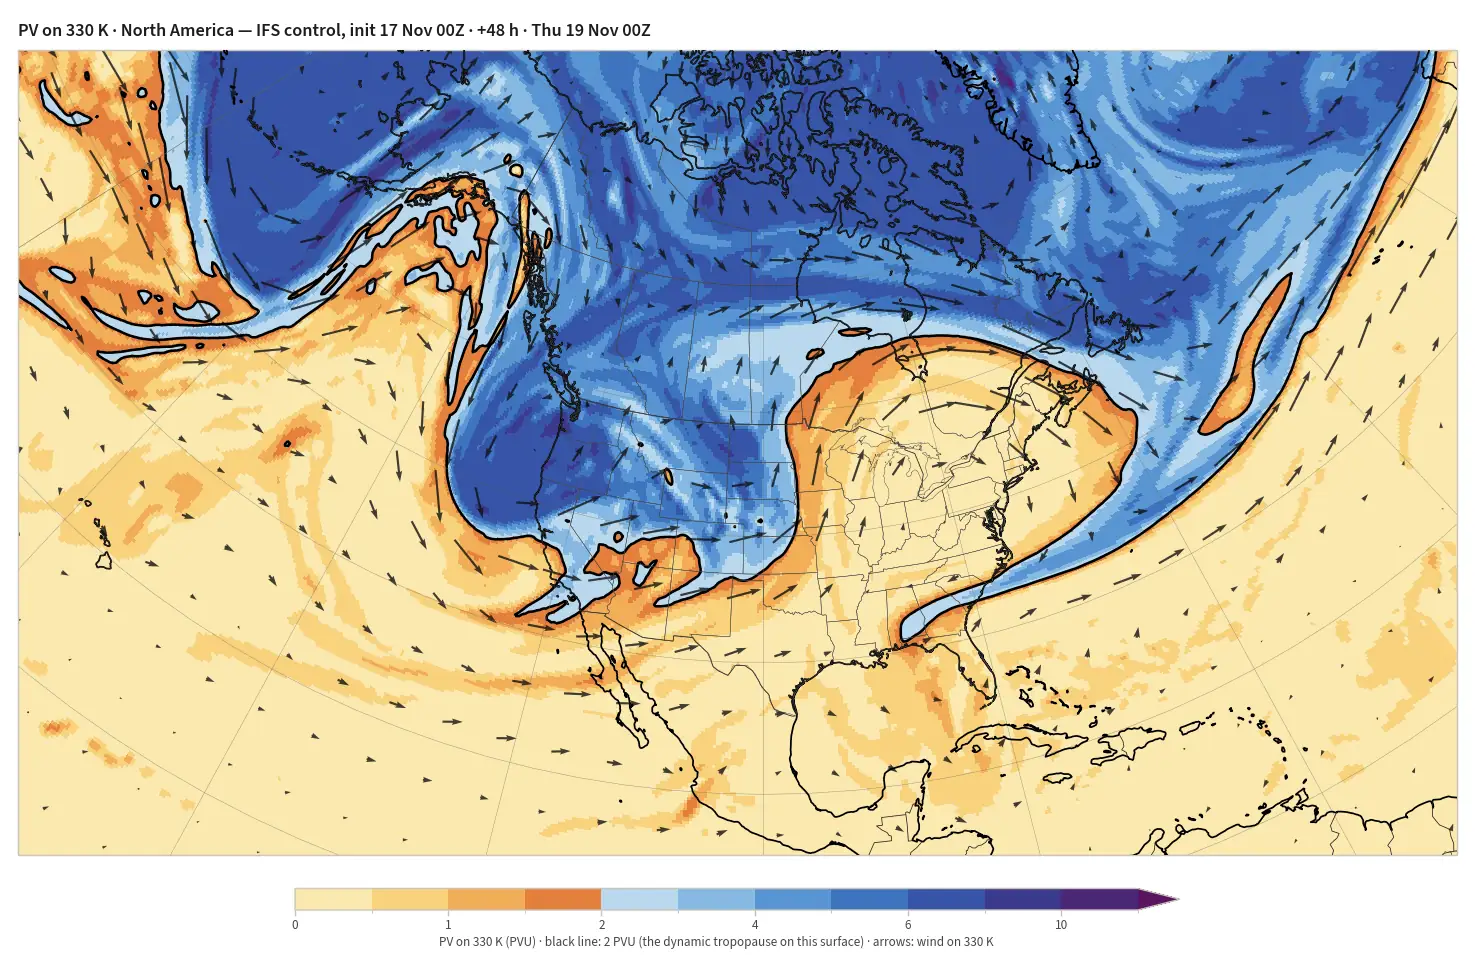 PV on 330 K · North America — IFS control, init 17 Nov 00Z · +48 h · Thu 19 Nov 00Z
0 1 2 4 6 10
PV on 330 K (PVU) · black line: 2 PVU (the dynamic tropopause on this surface) · arrows: wind on 330 K